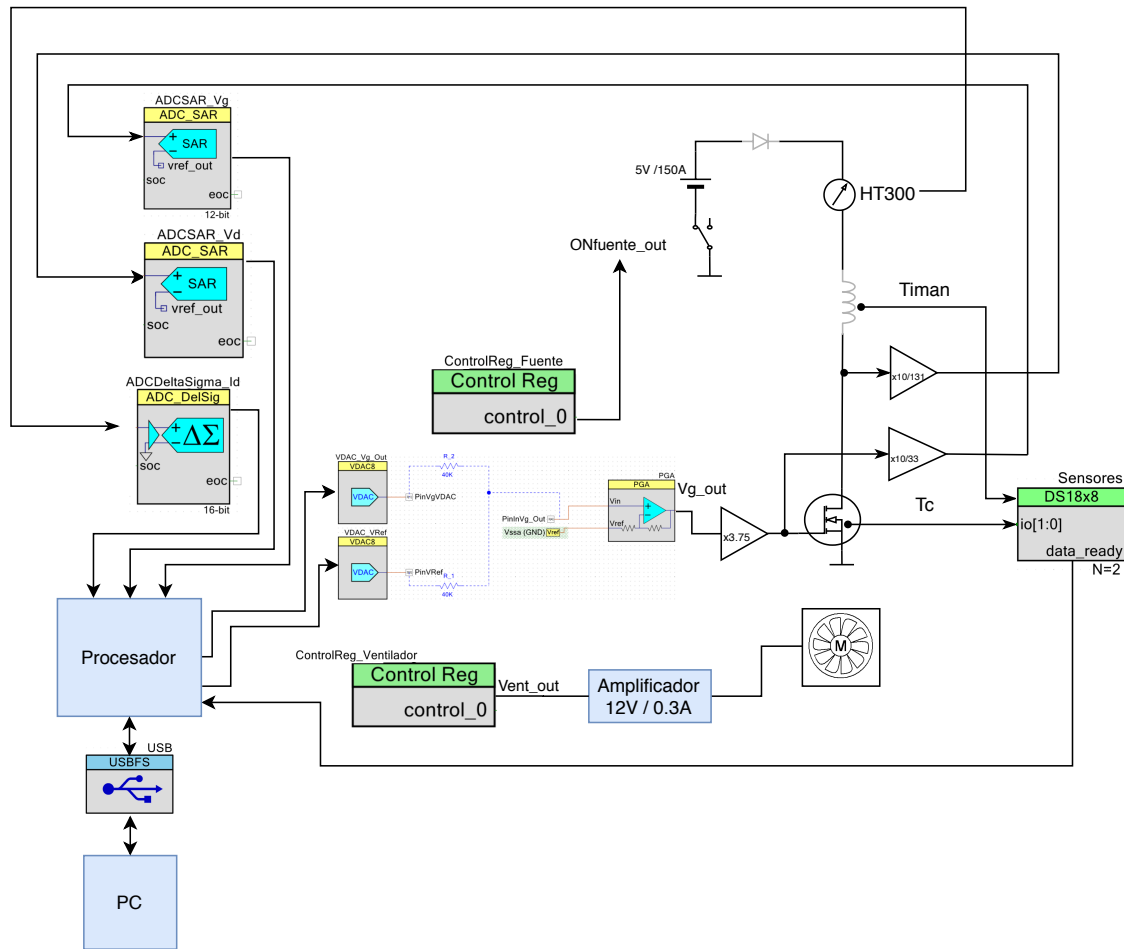 ADCSAR_Vg
ADC_SAR
SAR
vref_out
soc
eoc
12-bit
ADCSAR_Vd
ADC_SAR
SAR
vref_out
soc
eoc
ADCDeltaSigma_Id
ADC_DelSig
ΔΣ
soc
eoc
16-bit
5V /150A
HT300
ONfuente_out
Timan
ControlReg_Fuente
Control Reg
control_0
x10/131
x10/33
VDAC_Vg_Out
VDAC8
VDAC
PinVgVDAC
R_2
40K
VDAC_VRef
VDAC8
VDAC
PinVRef
R_1
40K
PGA
PGA
Vin
Vref
PinInVg_Out
Vssa (GND)
Vref
Vg_out
x3.75
Tc
Sensores
DS18x8
io[1:0]
data_ready
N=2
Procesador
ControlReg_Ventilador
Control Reg
control_0
Vent_out
Amplificador
12V / 0.3A
M
USB
USBFS
PC